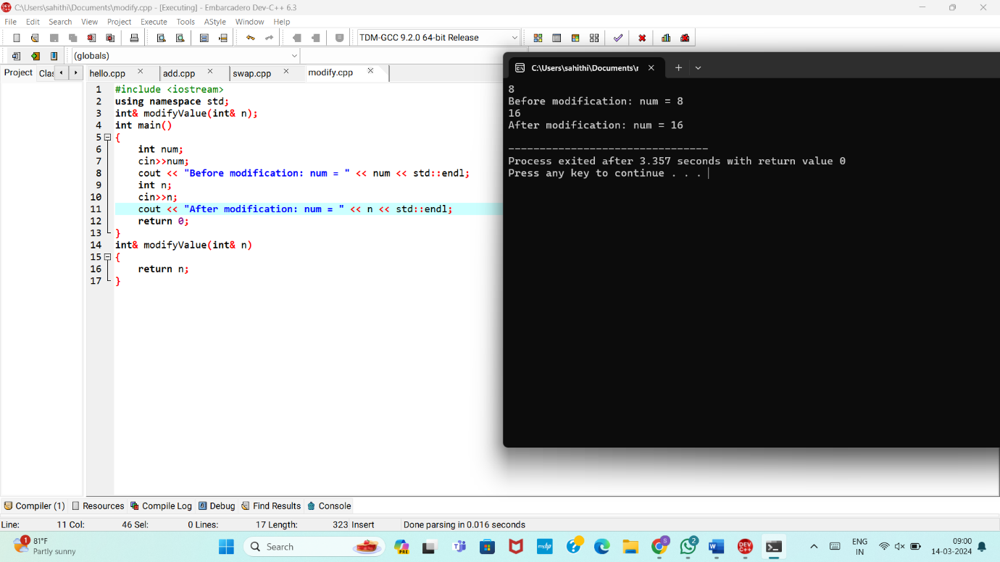 C:\Users\sahithi\Documents\modify.cpp - [Executing] - Embarcadero Dev-C++ 6.3
File Edit Search View Project Execute Tools AStyle Window Help
TDM-GCC 9.2.0 64-bit Release
(globals)
Project Clas
hello.cpp add.cpp swap.cpp modify.cpp
1 #include <iostream>
2 using namespace std;
3 int& modifyValue(int& n);
4 int main()
5 {
6 int num;
7 cin>>num;
8 cout << "Before modification: num = " << num << std::endl;
9 int n;
10 cin>>n;
11 cout << "After modification: num = " << n << std::endl;
12 return 0;
13 }
14 int& modifyValue(int& n)
15 {
16 return n;
17 }
C:\Users\sahithi\Documents\r
8
Before modification: num = 8
16
After modification: num = 16
--------------------------------
Process exited after 3.357 seconds with return value 0
Press any key to continue . . .
Compiler (1) Resources Compile Log Debug Find Results Console
Line: 11 Col: 46 Sel: 0 Lines: 17 Length: 323 Insert Done parsing in 0.016 seconds
1 81°F
Partly sunny
Search
PRE
myhp
S
2
DEV C++
ENG
IN
09:00
14-03-2024